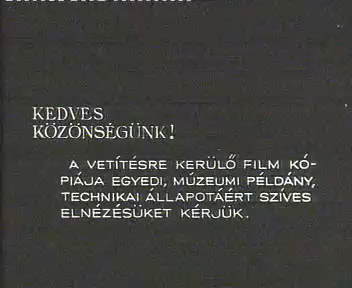 KEDVES
KÖZÖNSÉGÜNK!
A VETÍTÉSRE KERÜLŐ FILM KÓ-
PIÁJA EGYEDI, MÚZEUMI PÉLDÁNY,
TECHNIKAI ÁLLAPOTÁÉRT SZÍVES
ELNÉZÉSÜKET KÉRJÜK.